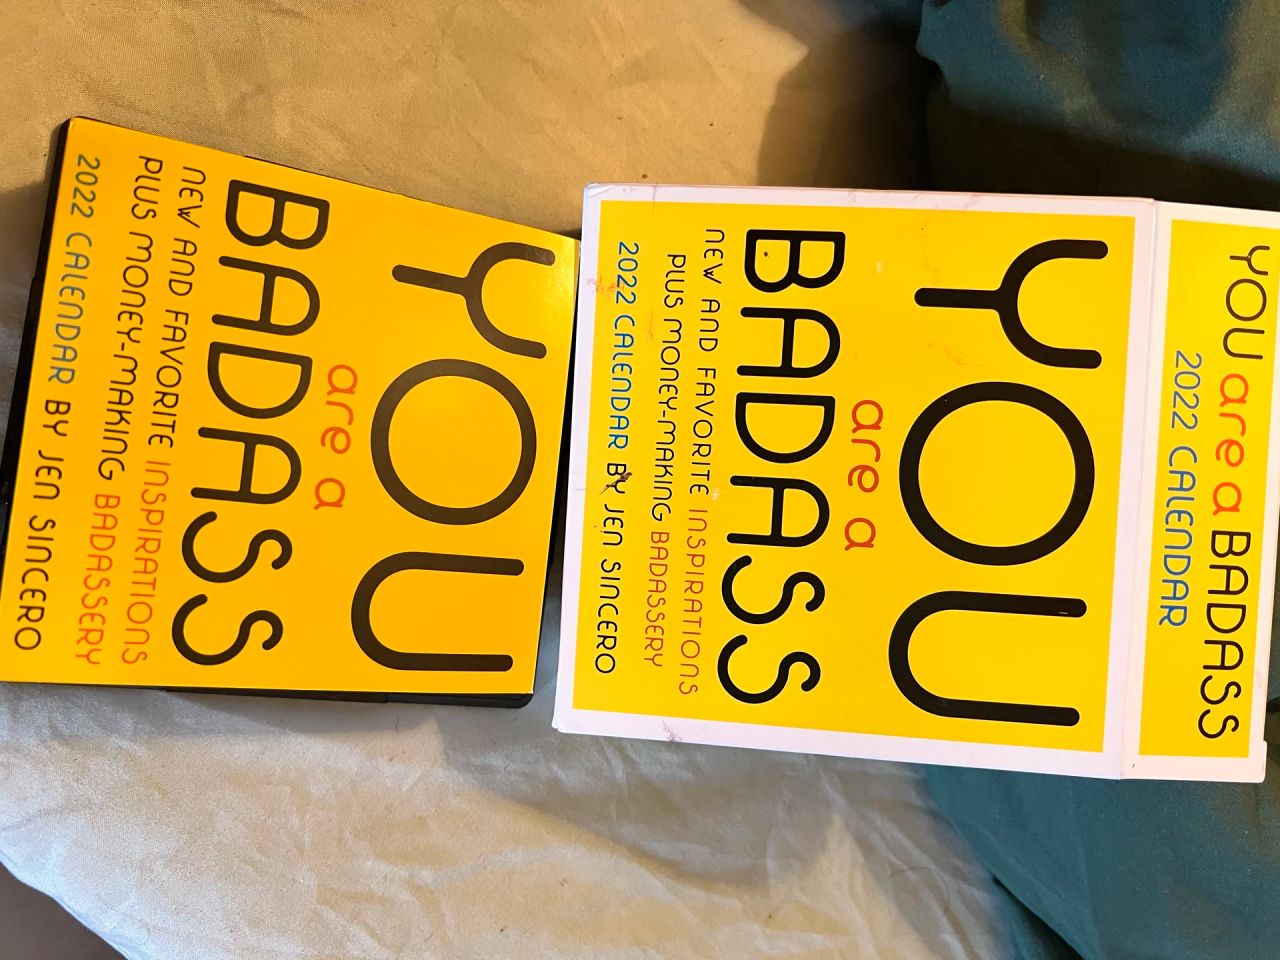 YOU
are a
BADASS
NEW AND FAVORITE INSPIRATIONS
PLUS MONEY-MAKING BADASSERY
2022 CALENDAR BY JEN SINCERO
YOU are a BADASS
2022 CALENDAR
YOU
are a
BADASS
NEW AND FAVORITE INSPIRATIONS
PLUS MONEY-MAKING BADASSERY
2022 CALENDAR BY JEN SINCERO